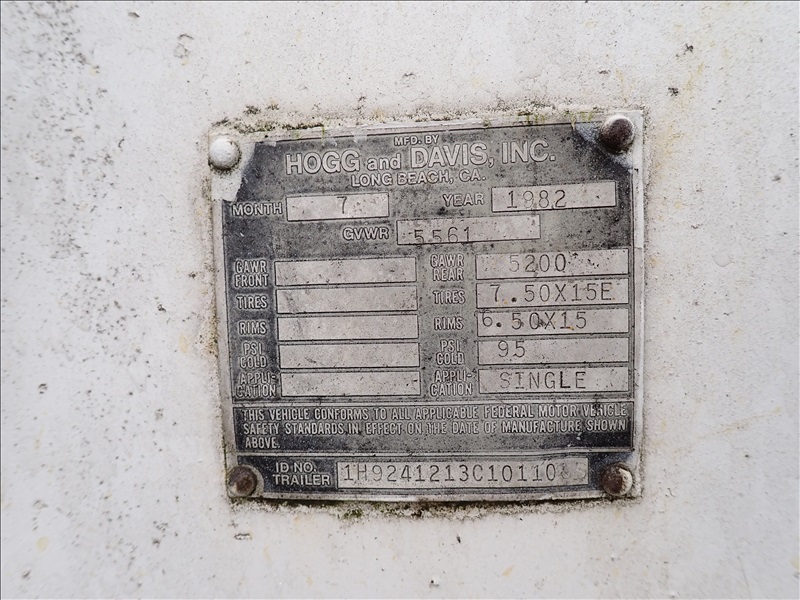 MFD. BY
HOGG and DAVIS, INC.
LONG BEACH, CA.
MONTH 7 YEAR 1982
GVWR 5561
GAWR FRONT GAWR REAR 5200
TIRES TIRES 7.50X15E
RIMS RIMS 6.50X15
PSI COLD PSI COLD 95
APPLI-CATION APPLI-CATION SINGLE
THIS VEHICLE CONFORMS TO ALL APPLICABLE FEDERAL MOTOR VEHICLE
SAFETY STANDARDS IN EFFECT ON THE DATE OF MANUFACTURE SHOWN
ABOVE.
ID NO. TRAILER